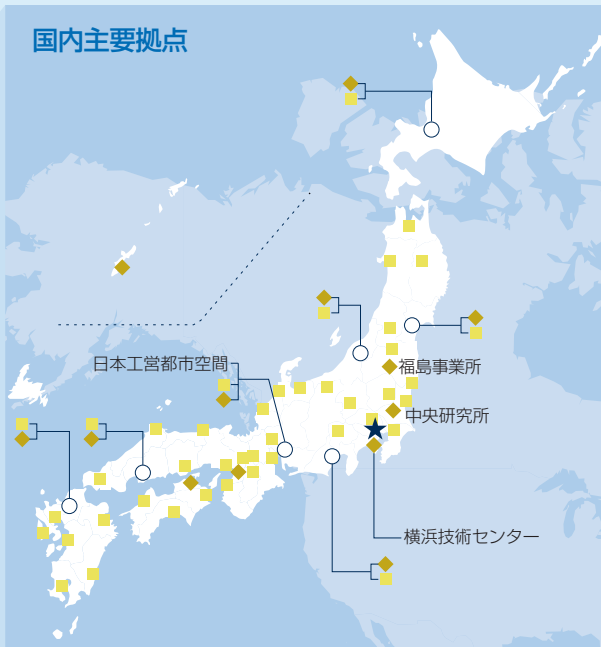 国内主要拠点
日本工営都市空間
福島事業所
中央研究所
横浜技術センター